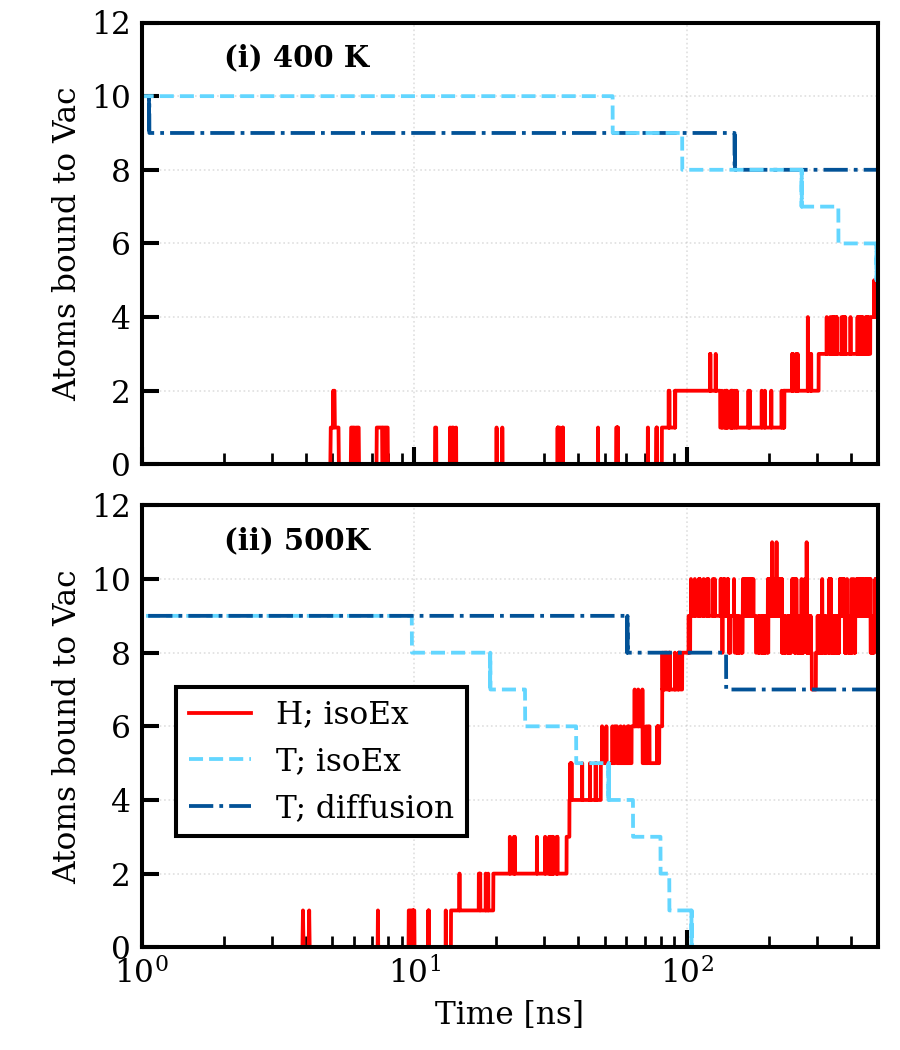 12
10
8
6
4
2
0
Atoms bound to Vac
(i) 400 K
12
10
8
6
4
2
0
Atoms bound to Vac
(ii) 500K
H; isoEx
T; isoEx
T; diffusion
10⁰ 10¹ 10²
Time [ns]